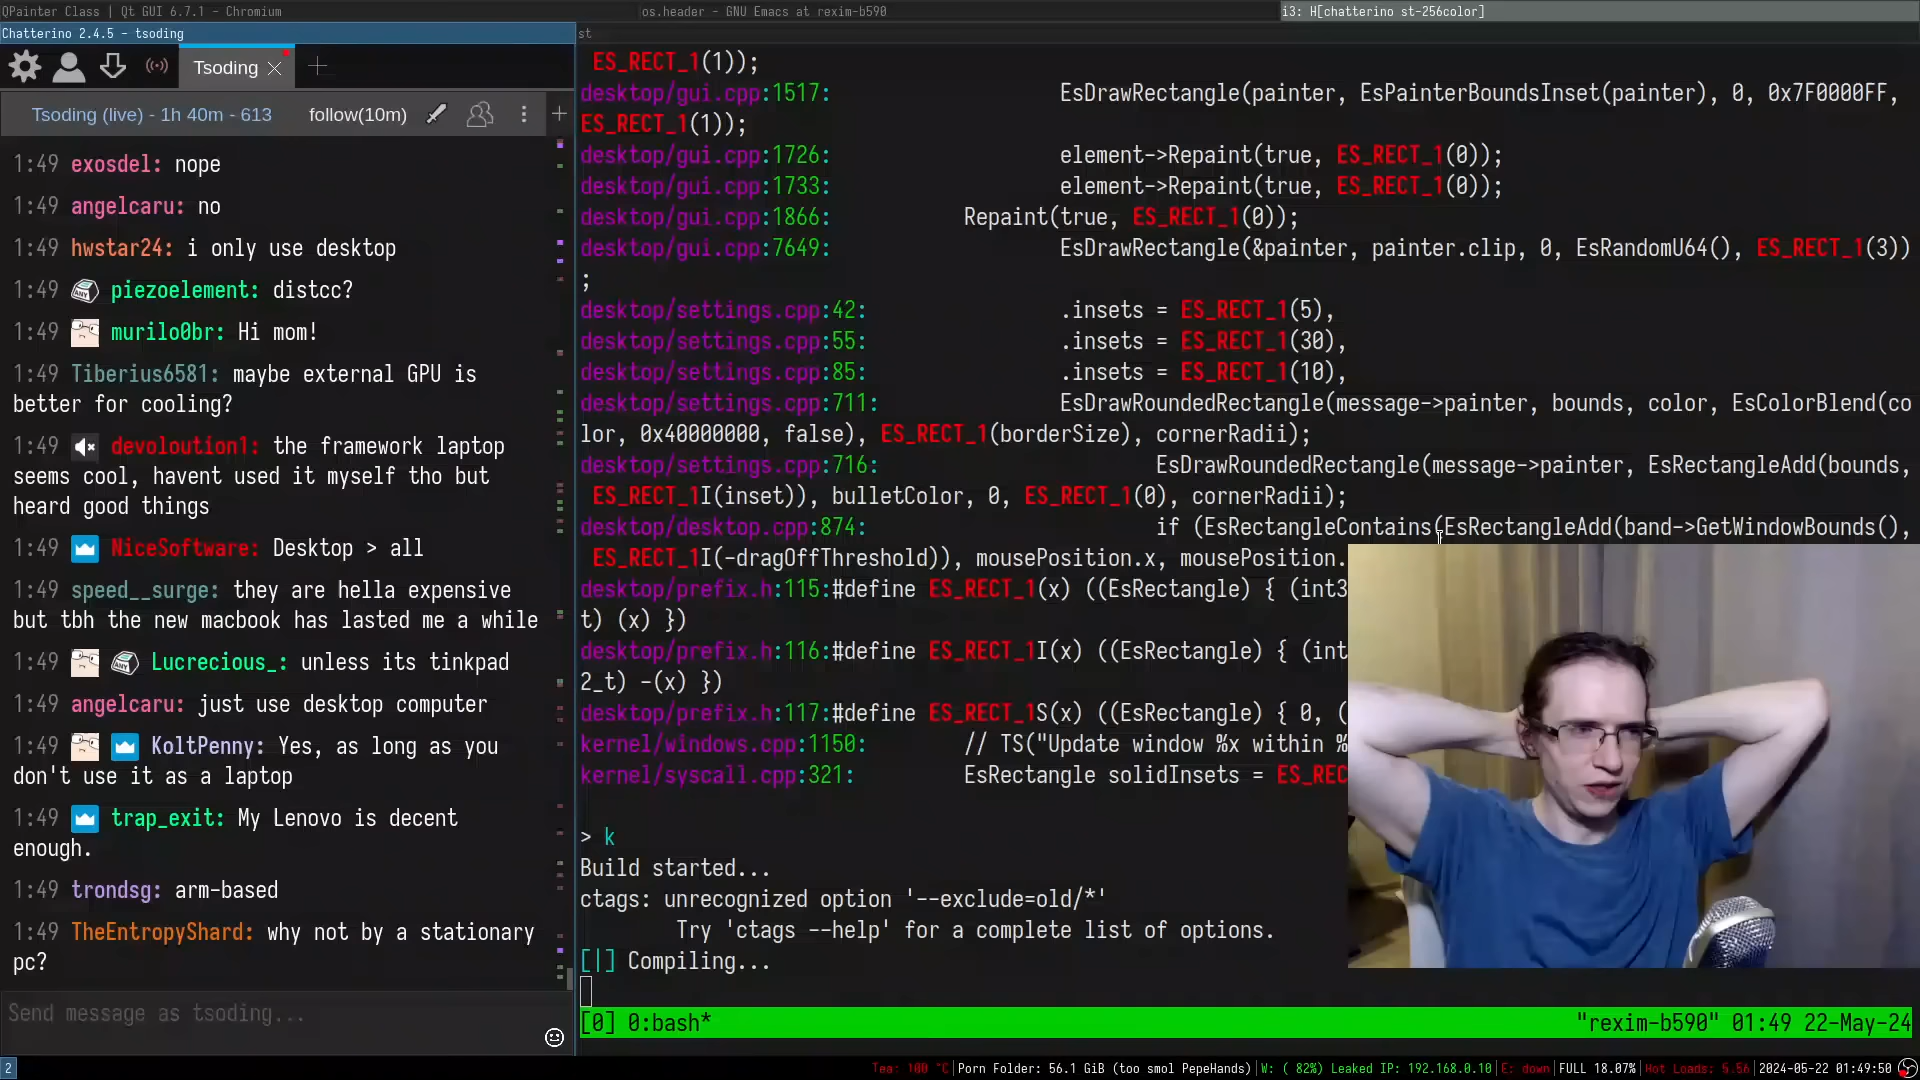 QPainter Class | Qt GUI 6.7.1 - Chromium
os.header - GNU Emacs at rexim-b590
i3: H[chatterino st-256color]
Chatterino 2.4.5 - tsoding
st
Tsoding
Tsoding (live) - 1h 40m - 613
follow(10m)
1:49 exosdel: nope
1:49 angelcaru: no
1:49 hwstar24: i only use desktop
1:49 piezoelement: distcc?
1:49 murilo0br: Hi mom!
1:49 Tiberius6581: maybe external GPU is
better for cooling?
1:49 devoloution1: the framework laptop
seems cool, havent used it myself tho but
heard good things
1:49 NiceSoftware: Desktop > all
1:49 speed__surge: they are hella expensive
but tbh the new macbook has lasted me a while
1:49 Lucrecious_: unless its tinkpad
1:49 angelcaru: just use desktop computer
1:49 KoltPenny: Yes, as long as you
don't use it as a laptop
1:49 trap_exit: My Lenovo is decent
enough.
1:49 trondsg: arm-based
1:49 TheEntropyShard: why not by a stationary
pc?
Send message as tsoding...
ES_RECT_1(1));
desktop/gui.cpp:1517: EsDrawRectangle(painter, EsPainterBoundsInset(painter), 0, 0x7F0000FF,
ES_RECT_1(1));
desktop/gui.cpp:1726: element->Repaint(true, ES_RECT_1(0));
desktop/gui.cpp:1733: element->Repaint(true, ES_RECT_1(0));
desktop/gui.cpp:1866: Repaint(true, ES_RECT_1(0));
desktop/gui.cpp:7649: EsDrawRectangle(&painter, painter.clip, 0, EsRandomU64(), ES_RECT_1(3))
;
desktop/settings.cpp:42: .insets = ES_RECT_1(5),
desktop/settings.cpp:55: .insets = ES_RECT_1(30),
desktop/settings.cpp:85: .insets = ES_RECT_1(10),
desktop/settings.cpp:711: EsDrawRoundedRectangle(message->painter, bounds, color, EsColorBlend(co
lor, 0x40000000, false), ES_RECT_1(borderSize), cornerRadii);
desktop/settings.cpp:716: EsDrawRoundedRectangle(message->painter, EsRectangleAdd(bounds,
ES_RECT_1I(inset)), bulletColor, 0, ES_RECT_1(0), cornerRadii);
desktop/desktop.cpp:874: if (EsRectangleContains(EsRectangleAdd(band->GetWindowBounds(),
ES_RECT_1I(-dragOffThreshold)), mousePosition.x, mousePosition.
desktop/prefix.h:115:#define ES_RECT_1(x) ((EsRectangle) { (int3
t) (x) })
desktop/prefix.h:116:#define ES_RECT_1I(x) ((EsRectangle) { (int
2_t) -(x) })
desktop/prefix.h:117:#define ES_RECT_1S(x) ((EsRectangle) { 0, (
kernel/windows.cpp:1150: // TS("Update window %x within %
kernel/syscall.cpp:321: EsRectangle solidInsets = ES_REC
> k
Build started...
ctags: unrecognized option '--exclude=old/*'
Try 'ctags --help' for a complete list of options.
[|] Compiling...
[0] 0:bash* "rexim-b590" 01:49 22-May-24
2
Tea: 100 °C | Porn Folder: 56.1 GiB (too smol PepeHands) | W: ( 82%) Leaked IP: 192.168.0.10 | E: down | FULL 18.07% | Hot Loads: 5.56 | 2024-05-22 01:49:50